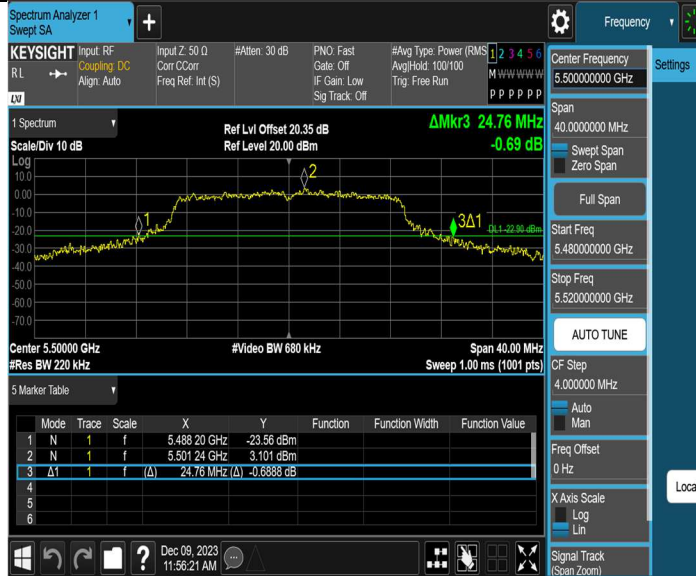 Spectrum Analyzer 1
Swept SA
Frequency
KEYSIGHT Input: RF Input Z: 50 Ω #Atten: 30 dB PNO: Fast #Avg Type: Power (RMS 1 2 3 4 5 6
RL Coupling: DC Corr CCorr Gate: Off Avg|Hold: 100/100 M W W W W W
Align: Auto Freq Ref: Int (S) IF Gain: Low Trig: Free Run
LXI Sig Track: Off P P P P P P
1 Spectrum
Scale/Div 10 dB
Ref Lvl Offset 20.35 dB
Ref Level 20.00 dBm
ΔMkr3 24.76 MHz
-0.69 dB
Log
10.0
0.00
-10.0
-20.0
-30.0
-40.0
-50.0
-60.0
-70.0
1
2
3Δ1
DL1 -22.90 dBm
Center 5.50000 GHz #Video BW 680 kHz Span 40.00 MHz
#Res BW 220 kHz Sweep 1.00 ms (1001 pts)
5 Marker Table
Mode Trace Scale X Y Function Function Width Function Value
1 N 1 f 5.488 20 GHz -23.56 dBm
2 N 1 f 5.501 24 GHz 3.101 dBm
3 Δ1 1 f (Δ) 24.76 MHz (Δ) -0.6888 dB
4
5
6
Dec 09, 2023
11:56:21 AM
?
Center Frequency
5.500000000 GHz
Settings
Span
40.0000000 MHz
Swept Span
Zero Span
Full Span
Start Freq
5.480000000 GHz
Stop Freq
5.520000000 GHz
AUTO TUNE
CF Step
4.000000 MHz
Auto
Man
Freq Offset
0 Hz
Loca
X Axis Scale
Log
Lin
Signal Track
(Span Zoom)